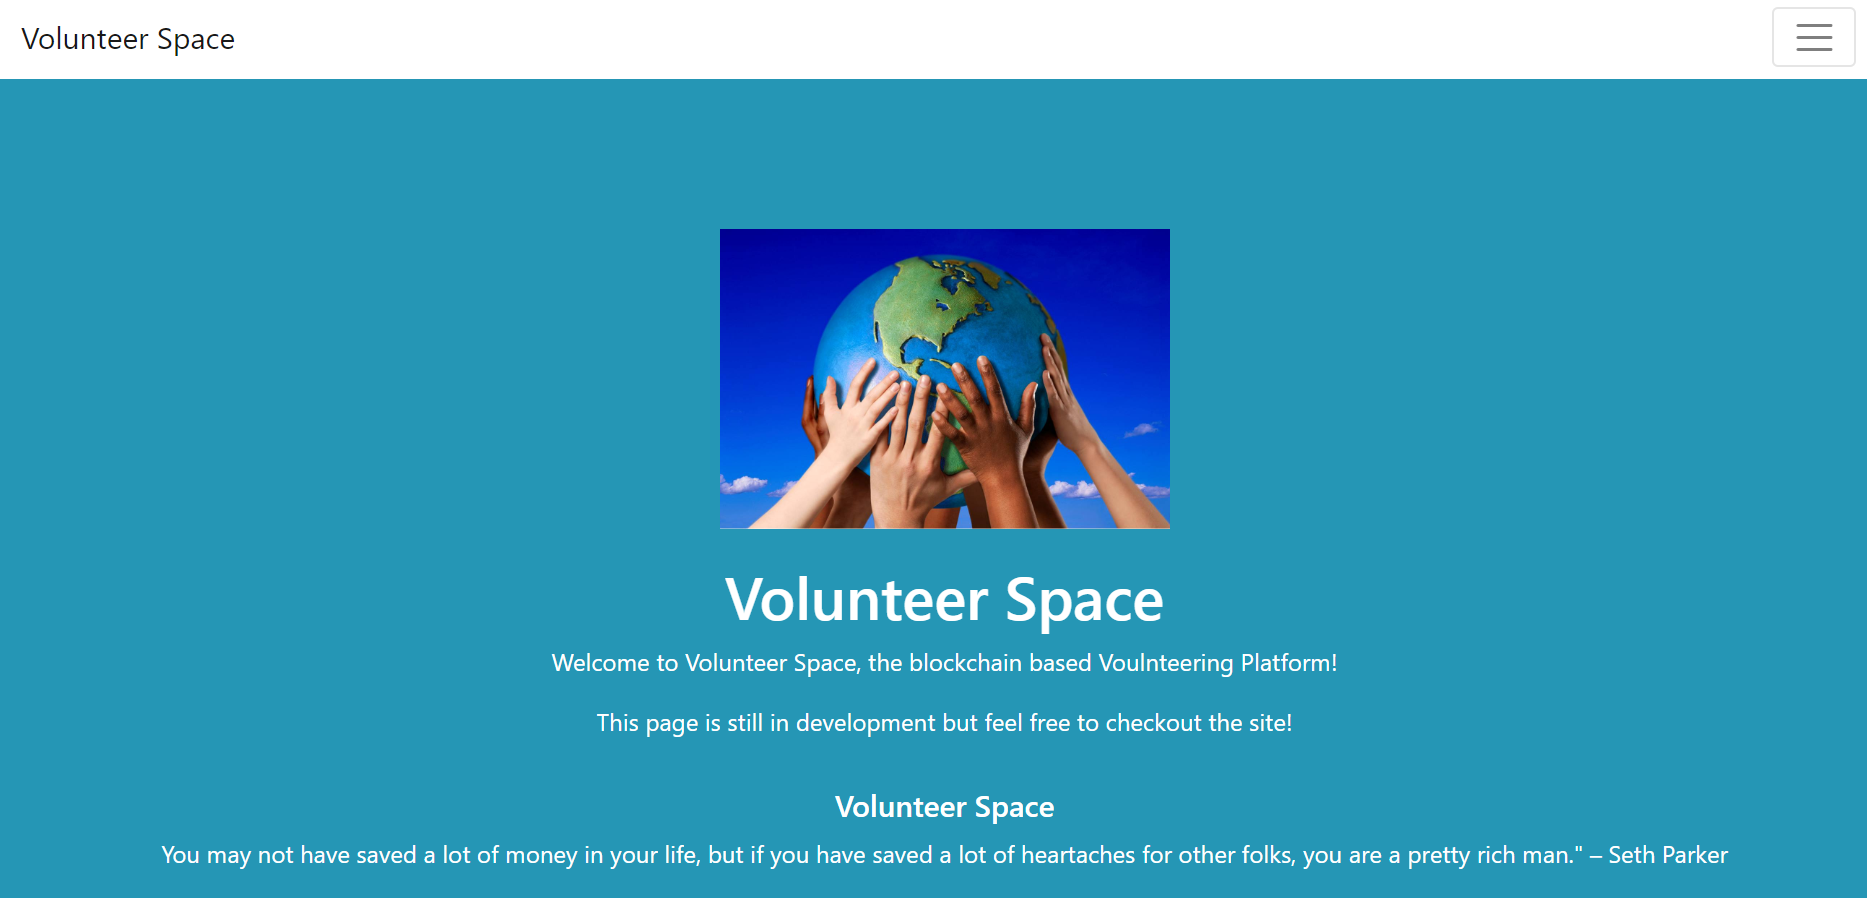 Volunteer Space
Volunteer Space
Welcome to Volunteer Space, the blockchain based Voulnteering Platform!
This page is still in development but feel free to checkout the site!
Volunteer Space
You may not have saved a lot of money in your life, but if you have saved a lot of heartaches for other folks, you are a pretty rich man." – Seth Parker